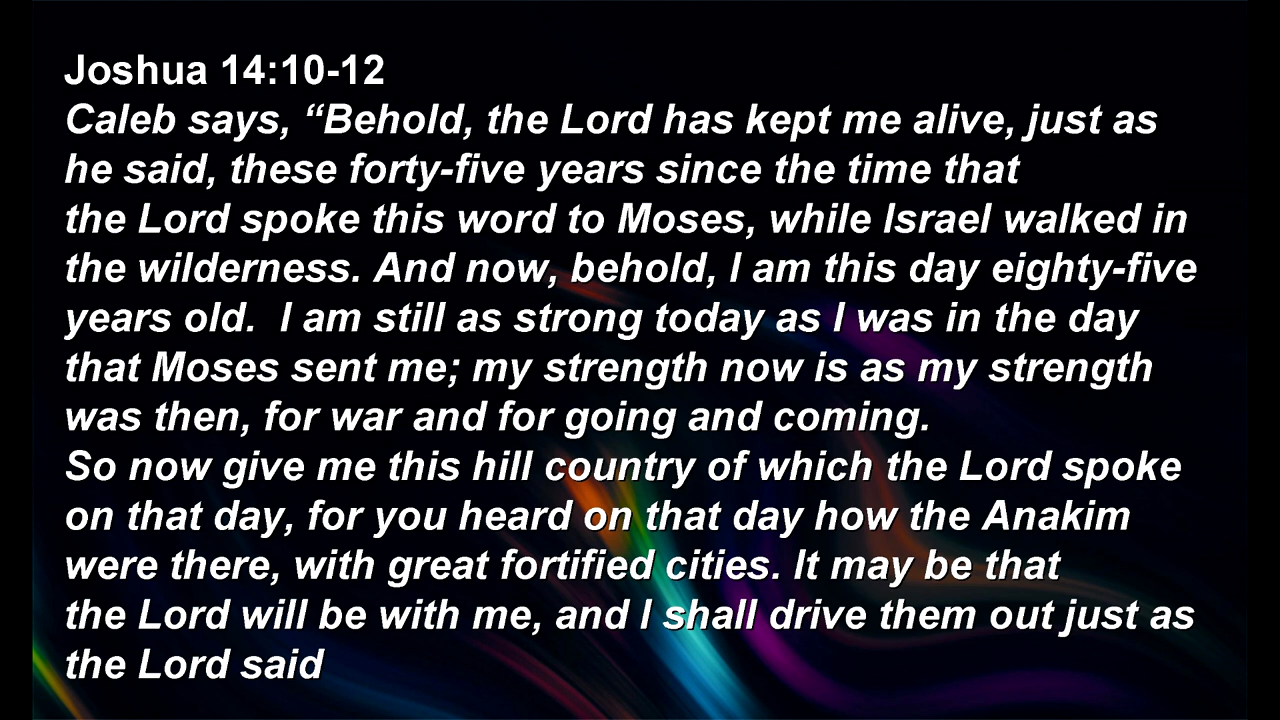 Joshua 14:10-12
Caleb says, “Behold, the Lord has kept me alive, just as
he said, these forty-five years since the time that
the Lord spoke this word to Moses, while Israel walked in
the wilderness. And now, behold, I am this day eighty-five
years old.  I am still as strong today as I was in the day
that Moses sent me; my strength now is as my strength
was then, for war and for going and coming.
So now give me this hill country of which the Lord spoke
on that day, for you heard on that day how the Anakim
were there, with great fortified cities. It may be that
the Lord will be with me, and I shall drive them out just as
the Lord said